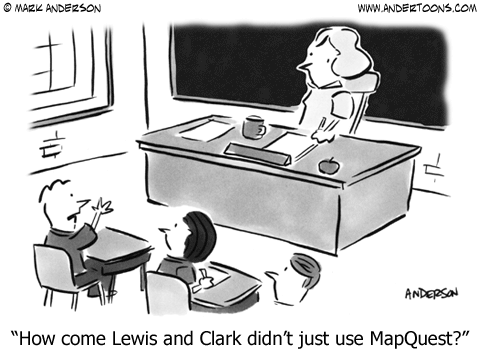 © MARK ANDERSON
WWW.ANDERTOONS.COM
ANDERSON
"How come Lewis and Clark didn't just use MapQuest?"